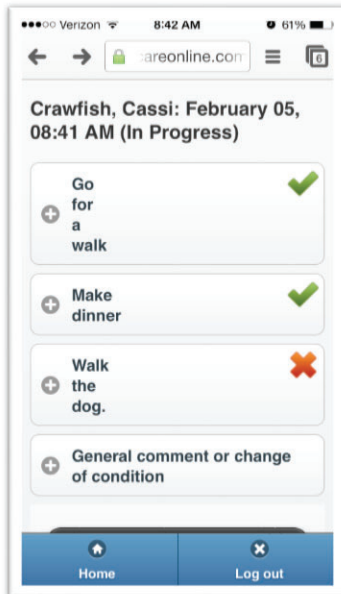 Verizon 8:42 AM 61%
areonline.com 6
Crawfish, Cassi: February 05,
08:41 AM (In Progress)
Go
for
a
walk
Make
dinner
Walk
the
dog.
General comment or change
of condition
Home Log out